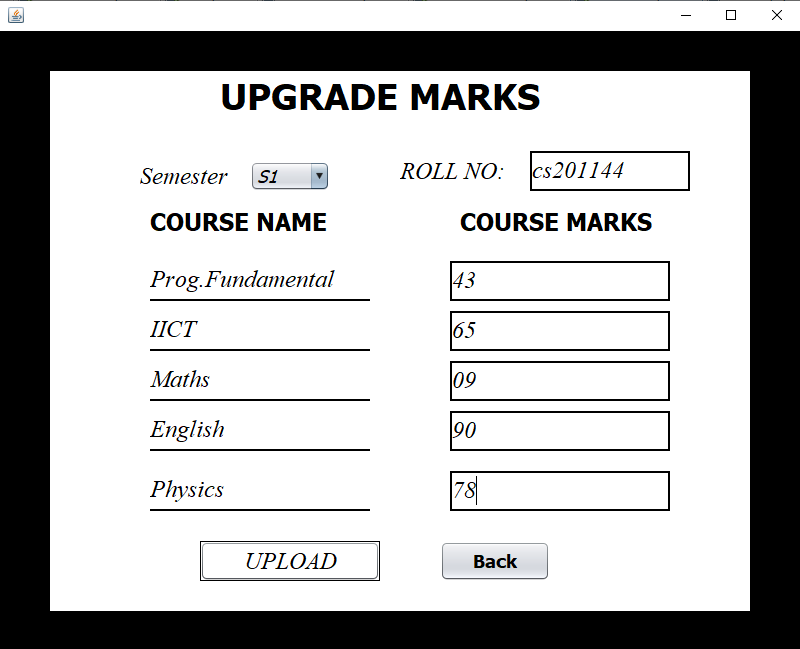 UPGRADE MARKS
Semester S1 ROLL NO: cs201144
COURSE NAME COURSE MARKS
Prog.Fundamental 43
IICT 65
Maths 09
English 90
Physics 78
UPLOAD Back